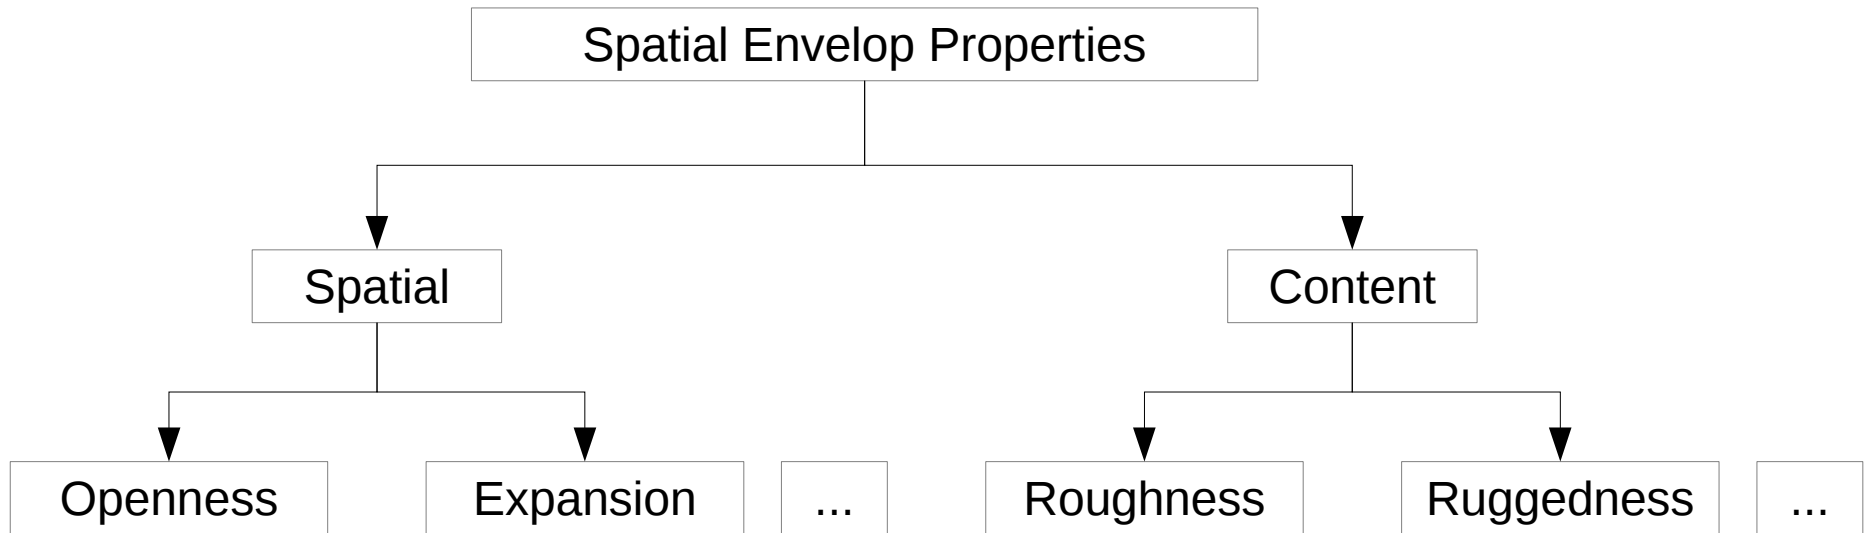 Spatial Envelop Properties
Spatial
Content
Openness
Expansion
...
Roughness
Ruggedness
...